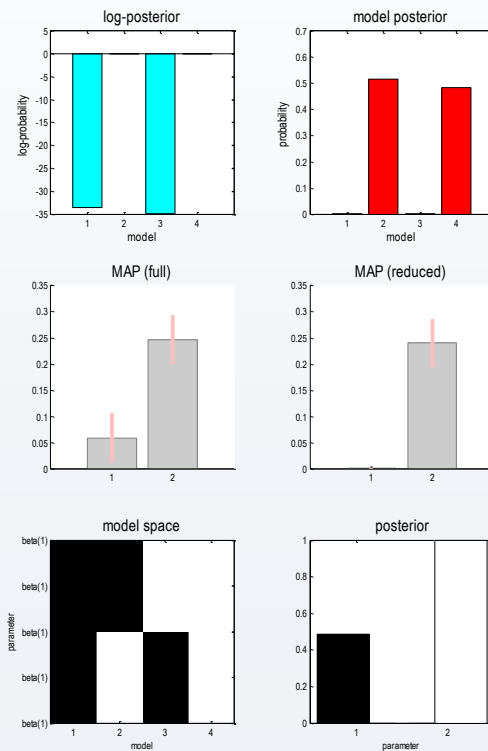 log-posterior
5
0
-5
-10
-15
-20
-25
-30
-35
log-probability
1 2 3 4
model
model posterior
0.7
0.6
0.5
0.4
0.3
0.2
0.1
0
probability
1 2 3 4
model
MAP (full)
0.35
0.3
0.25
0.2
0.15
0.1
0.05
0
1 2
MAP (reduced)
0.35
0.3
0.25
0.2
0.15
0.1
0.05
0
1 2
model space
beta(1)
beta(1)
beta(1)
beta(1)
beta(1)
parameter
1 2 3 4
model
posterior
1
0.8
0.6
0.4
0.2
0
1 2
parameter